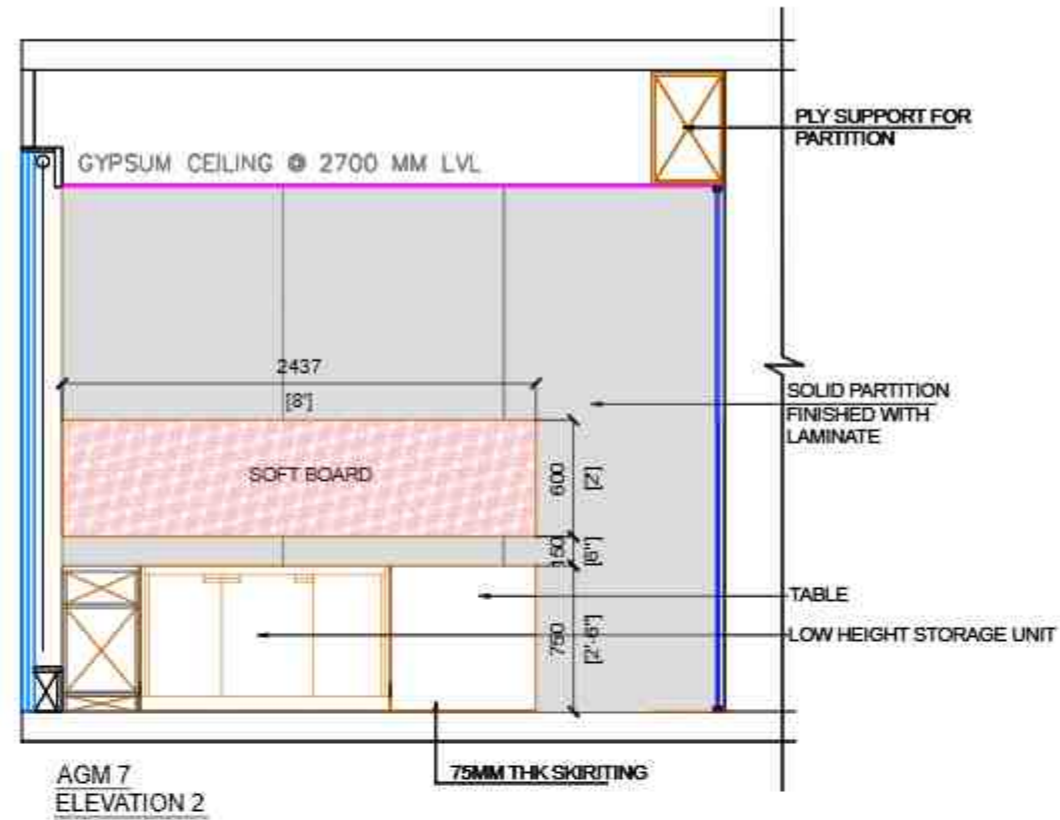 PLY SUPPORT FOR
PARTITION
GYPSUM CEILING @ 2700 MM LVL
2437
[8']
SOLID PARTITION
FINISHED WITH
LAMINATE
SOFT BOARD
600
[2']
150
[6"]
TABLE
LOW HEIGHT STORAGE UNIT
750
[2'-6"]
75MM THK SKIRITING
AGM 7
ELEVATION 2